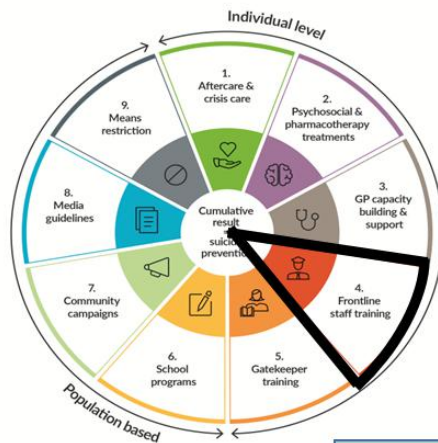 Individual level
1.
Aftercare &
crisis care
2.
Psychosocial &
pharmacotherapy
treatments
3.
GP capacity
building &
support
4.
Frontline
staff training
5.
Gatekeeper
training
6.
School
programs
7.
Community
campaigns
8.
Media
guidelines
9.
Means
restriction
Cumulative
result
Population based